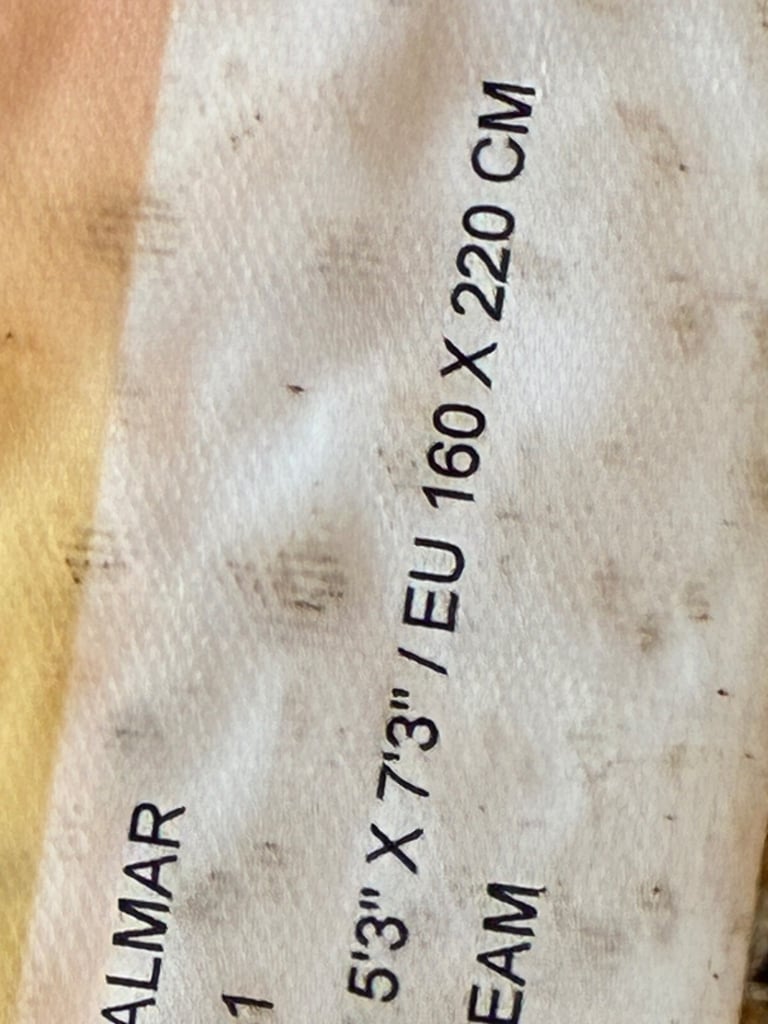 ALMAR
1
5'3" X 7'3" / EU 160 X 220 CM
EAM